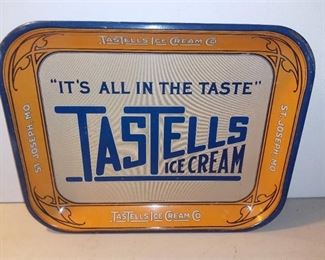 TASTELLS ICE CREAM CO
"IT'S ALL IN THE TASTE"
TASTELLS
ICE CREAM
ST. JOSEPH, MO
ST. JOSEPH, MO
TASTELLS ICE CREAM CO